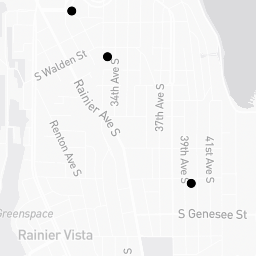 S Walden St
34th Ave S
Rainier Ave S
37th Ave S
Renton Ave S
39th Ave S
41st Ave S
Greenspace
S Genesee St
Rainier Vista
S